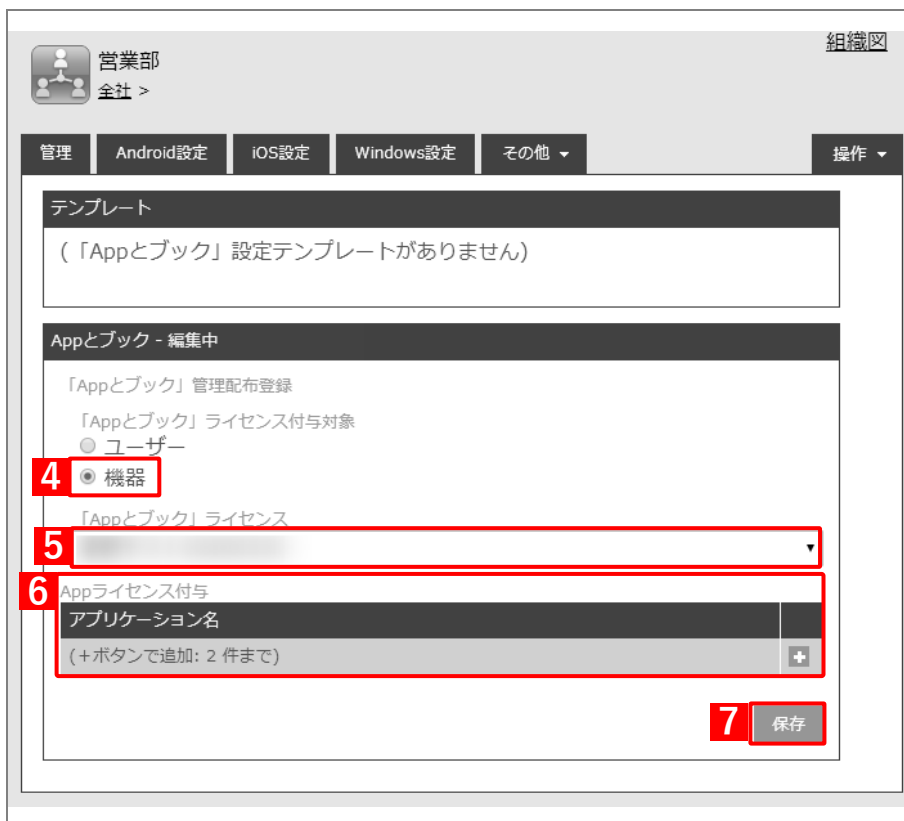 組織図
営業部
全社 >
管理
Android設定
iOS設定
Windows設定
その他
操作
テンプレート
(「Appとブック」設定テンプレートがありません)
Appとブック - 編集中
「Appとブック」管理配布登録
「Appとブック」ライセンス付与対象
ユーザー
4 機器
「Appとブック」ライセンス
5
6 Appライセンス付与
アプリケーション名
(+ボタンで追加: 2 件まで)
7 保存